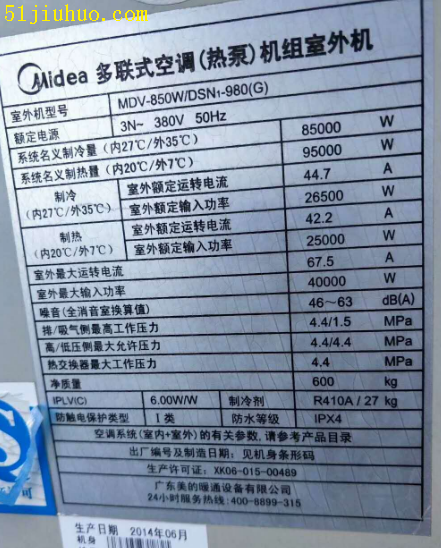 51jiuhuo.com
Midea 多联式空调(热泵)机组室外机
室外机型号 MDV-850W/DSN1-980(G)
额定电源 3N~ 380V 50Hz
系统名义制冷量(内27℃/外35℃) 85000 W
系统名义制热量(内20℃/外7℃) 95000 W
制冷 (内27℃/外35℃) 室外额定运转电流 44.7 A
室外额定输入功率 26500 W
制热 (内20℃/外7℃) 室外额定运转电流 42.2 A
室外额定输入功率 25000 W
室外最大运转电流 67.5 A
室外最大输入功率 40000 W
噪音(全消音室换算值) 46~63 dB(A)
排/吸气侧最高工作压力 4.4/1.5 MPa
高/低压侧最大允许压力 4.4/4.4 MPa
热交换器最大工作压力 4.4 MPa
净质量 600 kg
IPLV(C) 6.00W/W 制冷剂 R410A / 27 kg
防触电保护类型 I 类 防水等级 IPX4
空调系统(室内+室外)的有关参数,请参考产品目录
出厂编号及制造日期:见机身条形码
生产许可证:XK06-015-00489
广东美的暖通设备有限公司
24小时服务热线:400-8899-315
生产日期 2014年06月
机身